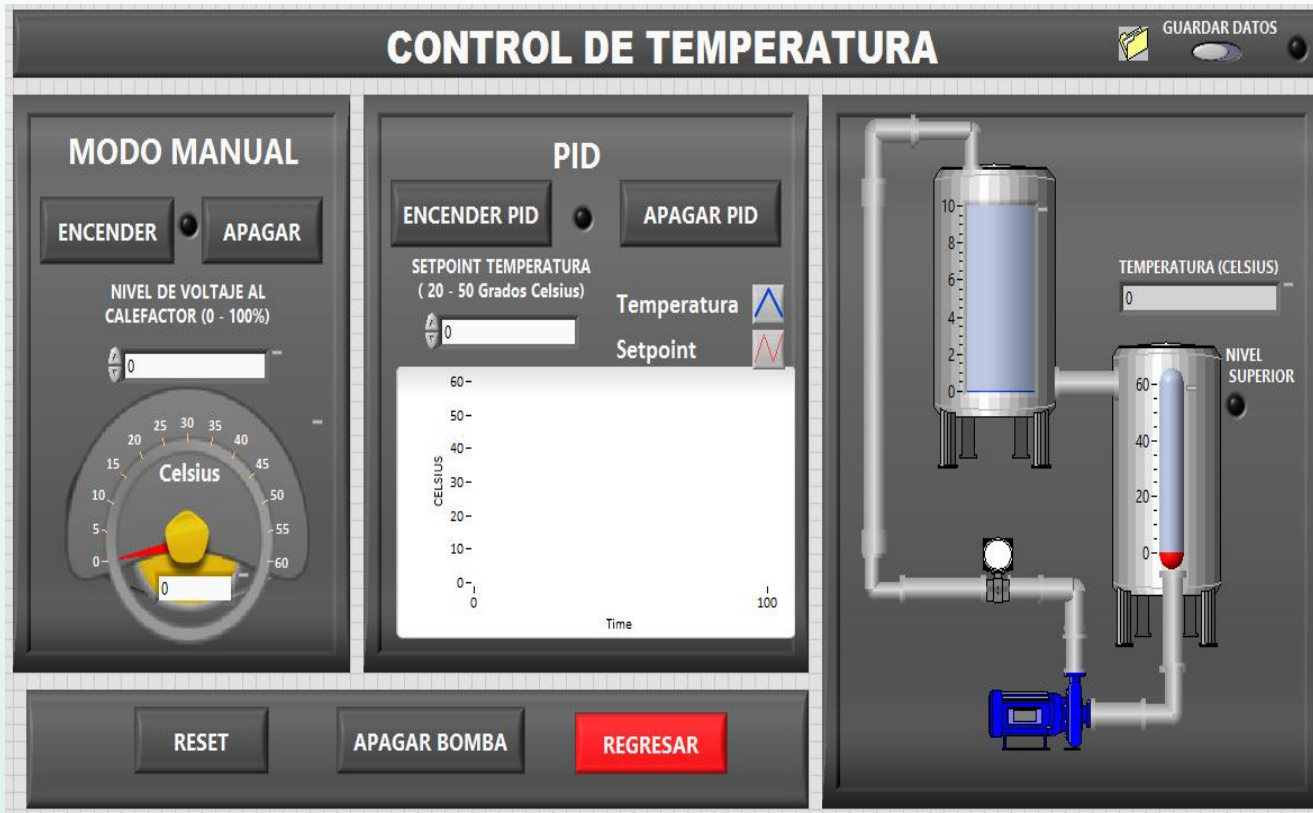 CONTROL DE TEMPERATURA
GUARDAR DATOS
MODO MANUAL
ENCENDER
APAGAR
NIVEL DE VOLTAJE AL
CALEFACTOR (0 - 100%)
0
0
5
10
15
20
25
30
35
40
45
50
55
60
Celsius
0
PID
ENCENDER PID
APAGAR PID
SETPOINT TEMPERATURA
( 20 - 50 Grados Celsius)
0
Temperatura
Setpoint
60
50
40
30
20
10
0
CELSIUS
0
100
Time
10
8
6
4
2
0
TEMPERATURA (CELSIUS)
0
NIVEL
SUPERIOR
60
40
20
0
RESET
APAGAR BOMBA
REGRESAR